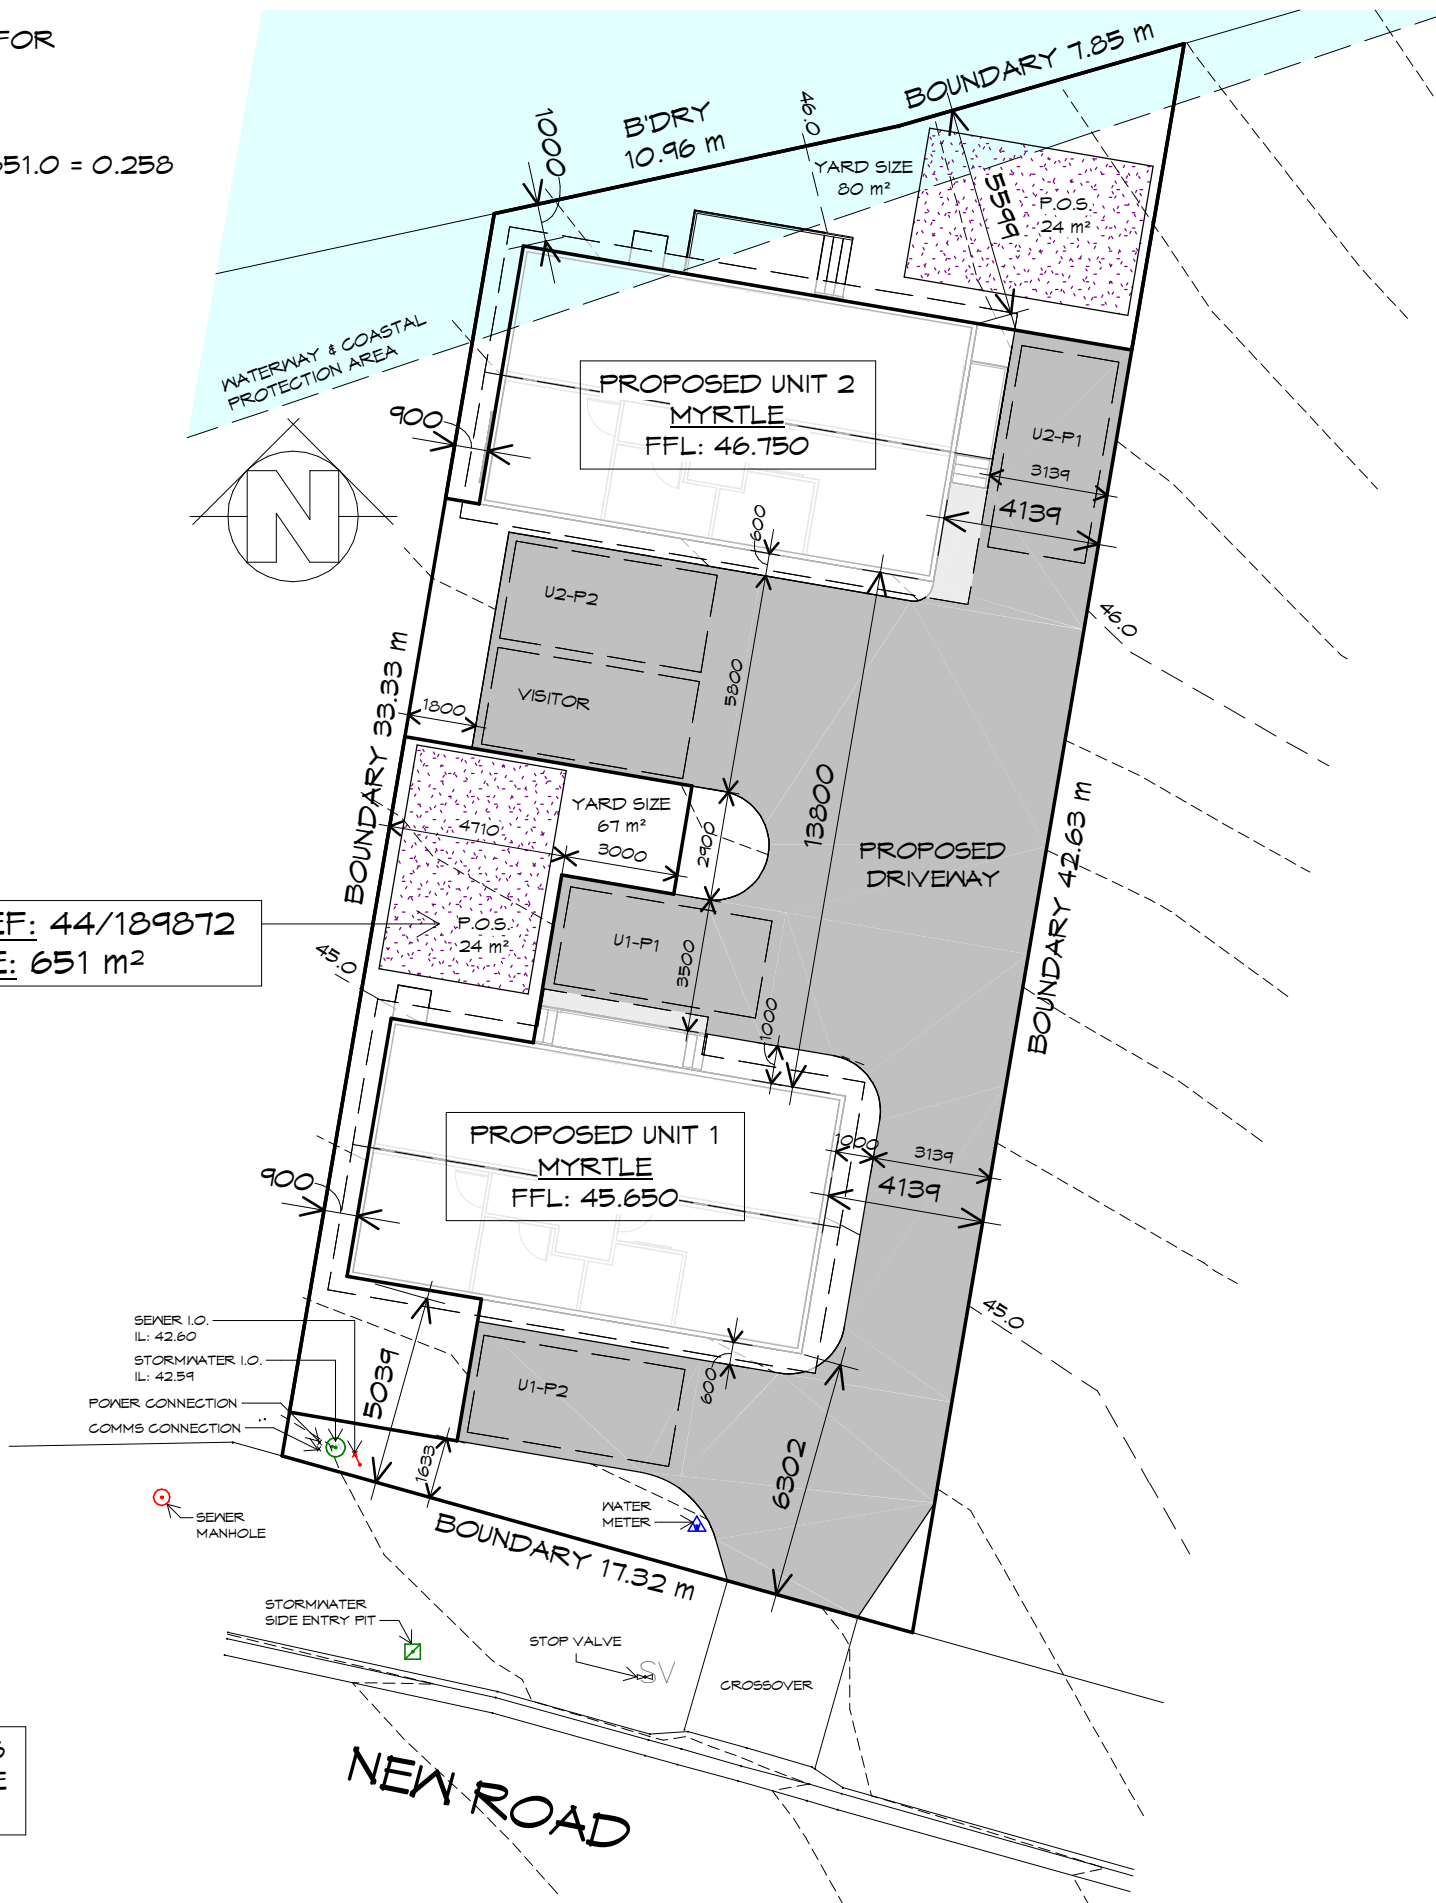 FOR
651.0 = 0.258
BOUNDARY 7.85 m
B'DRY
10.96 m
1000
46.0
YARD SIZE
80 m²
5599
P.O.S.
24 m²
WATERWAY & COASTAL
PROTECTION AREA
N
900
PROPOSED UNIT 2
MYRTLE
FFL: 46.750
U2-P1
3139
4139
600
U2-P2
VISITOR
5800
13800
46.0
1800
BOUNDARY 33.33 m
YARD SIZE
67 m²
4710
3000
2900
PROPOSED
DRIVEWAY
BOUNDARY 42.63 m
EF: 44/189872
E: 651 m²
P.O.S.
24 m²
U1-P1
3500
1000
45.0
PROPOSED UNIT 1
MYRTLE
FFL: 45.650
1000
3139
4139
900
45.0
SEWER I.O.
IL: 42.60
STORMWATER I.O.
IL: 42.59
POWER CONNECTION
COMMS CONNECTION
5039
U1-P2
600
1633
6302
SEWER
MANHOLE
WATER
METER
BOUNDARY 17.32 m
STORMWATER
SIDE ENTRY PIT
STOP VALVE
SV
CROSSOVER
S
E
NEW ROAD